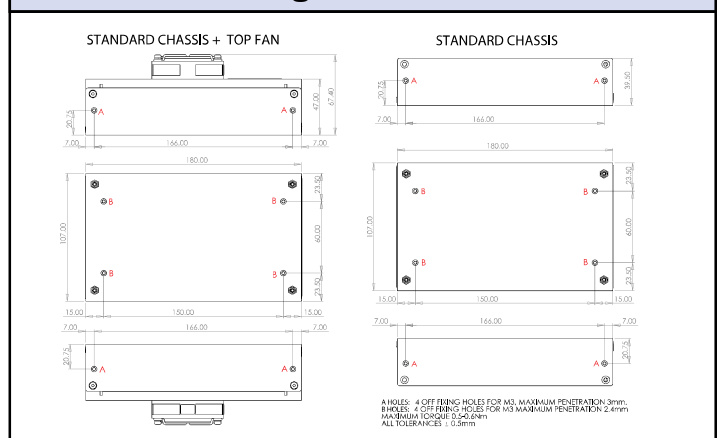 STANDARD CHASSIS + TOP FAN
STANDARD CHASSIS
A
A
20.75
7.00
166.00
7.00
47.00
67.40
180.00
A
A
20.75
7.00
166.00
39.50
180.00
B
B
B
B
107.00
23.50
60.00
23.50
15.00
150.00
15.00
B
B
B
B
107.00
23.50
60.00
23.50
15.00
150.00
15.00
7.00
166.00
7.00
20.75
A
A
7.00
166.00
7.00
20.75
A
A
A HOLES: 4 OFF FIXING HOLES FOR M3, MAXIMUM PENETRATION 3mm.
B HOLES: 4 OFF FIXING HOLES FOR M3 MAXIMUM PENETRATION 2.4mm
MAXIMUM TORQUE 0.5-0.6Nm
ALL TOLERANCES ± 0.5mm